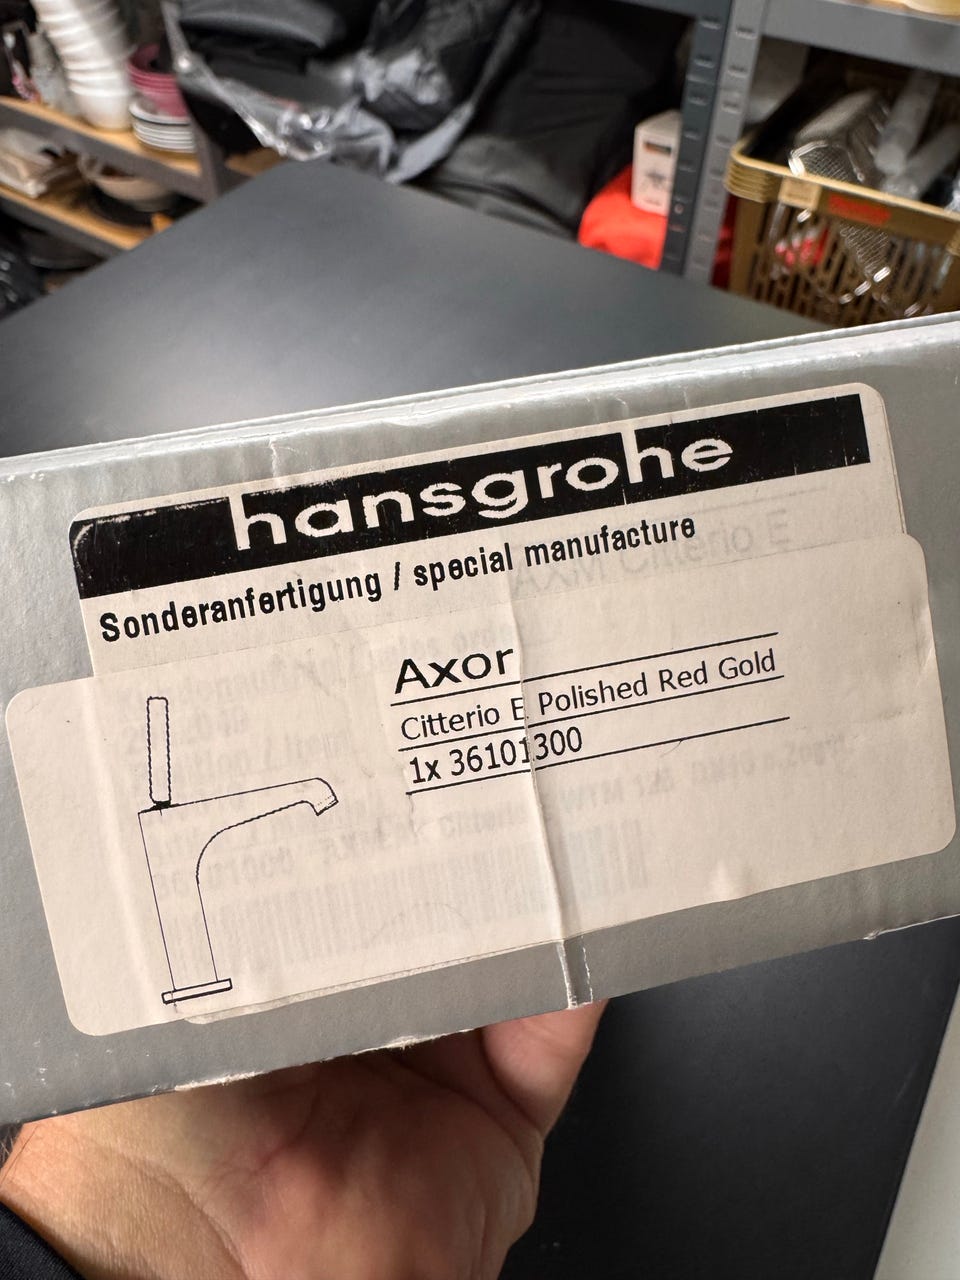 hansgrohe
Sonderanfertigung / special manufacture
Axor
Citterio E Polished Red Gold
1x 36101300